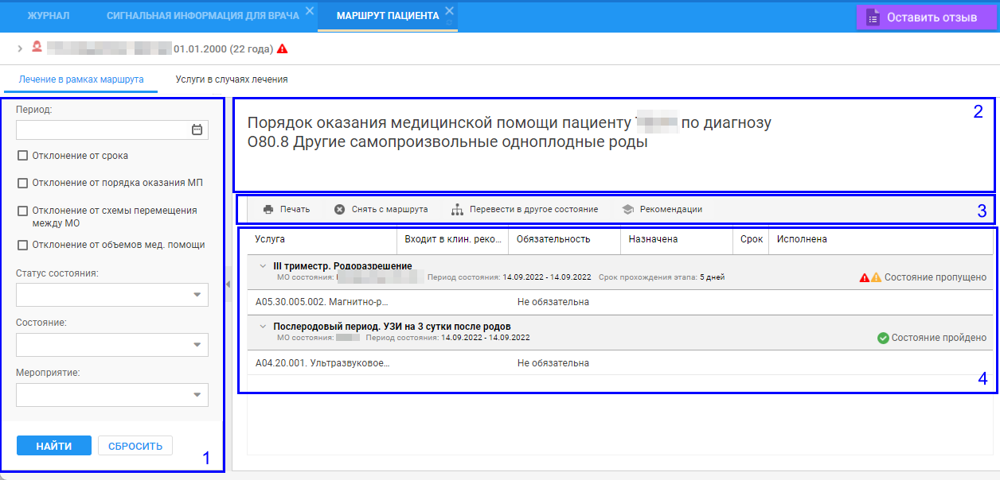 ЖУРНАЛ
СИГНАЛЬНАЯ ИНФОРМАЦИЯ ДЛЯ ВРАЧА
МАРШРУТ ПАЦИЕНТА
Оставить отзыв
01.01.2000 (22 года)
Лечение в рамках маршрута
Услуги в случаях лечения
Период:
Отклонение от срока
Отклонение от порядка оказания МП
Отклонение от схемы перемещения
между МО
Отклонение от объемов мед. помощи
Статус состояния:
Состояние:
Мероприятие:
НАЙТИ СБРОСИТЬ
1
2
Порядок оказания медицинской помощи пациенту по диагнозу
O80.8 Другие самопроизвольные одноплодные роды
Печать Снять с маршрута Перевести в другое состояние Рекомендации
3
Услуга Входит в клин. реко... Обязательность Назначена Срок Исполнена
III триместр. Родоразрешение
МО состояния: Период состояния: 14.09.2022 - 14.09.2022 Срок прохождения этапа: 5 дней
Состояние пропущено
A05.30.005.002. Магнитно-р... Не обязательна
Послеродовый период. УЗИ на 3 сутки после родов
МО состояния: Период состояния: 14.09.2022 - 14.09.2022
Состояние пройдено
A04.20.001. Ультразвуковое... Не обязательна
4